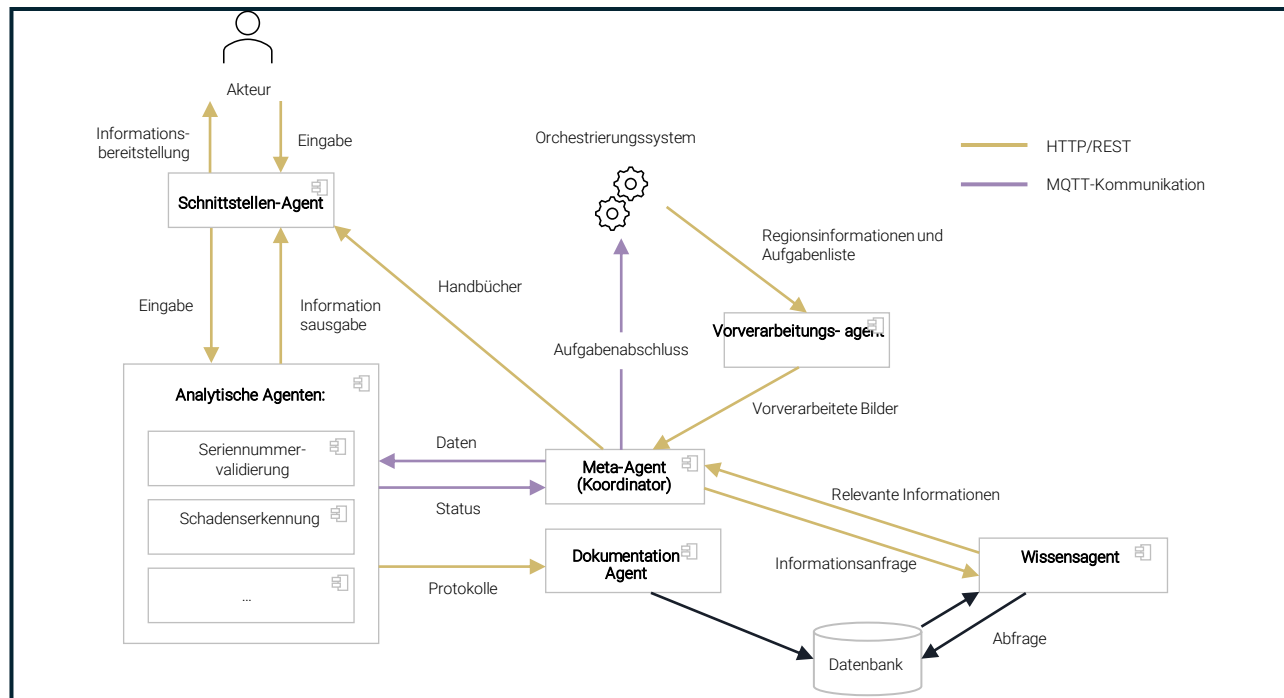 Akteur
Informations-
bereitstellung
Eingabe
Orchestrierungssystem
HTTP/REST
MQTT-Kommunikation
Schnittstellen-Agent
Regionsinformationen und
Aufgabenliste
Handbücher
Eingabe
Information
sausgabe
Vorverarbeitungs- agent
Aufgabenabschluss
Analytische Agenten:
Vorverarbeitete Bilder
Seriennummer-
validierung
Daten
Meta-Agent
(Koordinator)
Relevante Informationen
Status
Schadenserkennung
Dokumentation
Agent
Informationsanfrage
Wissensagent
Protokolle
...
Abfrage
Datenbank